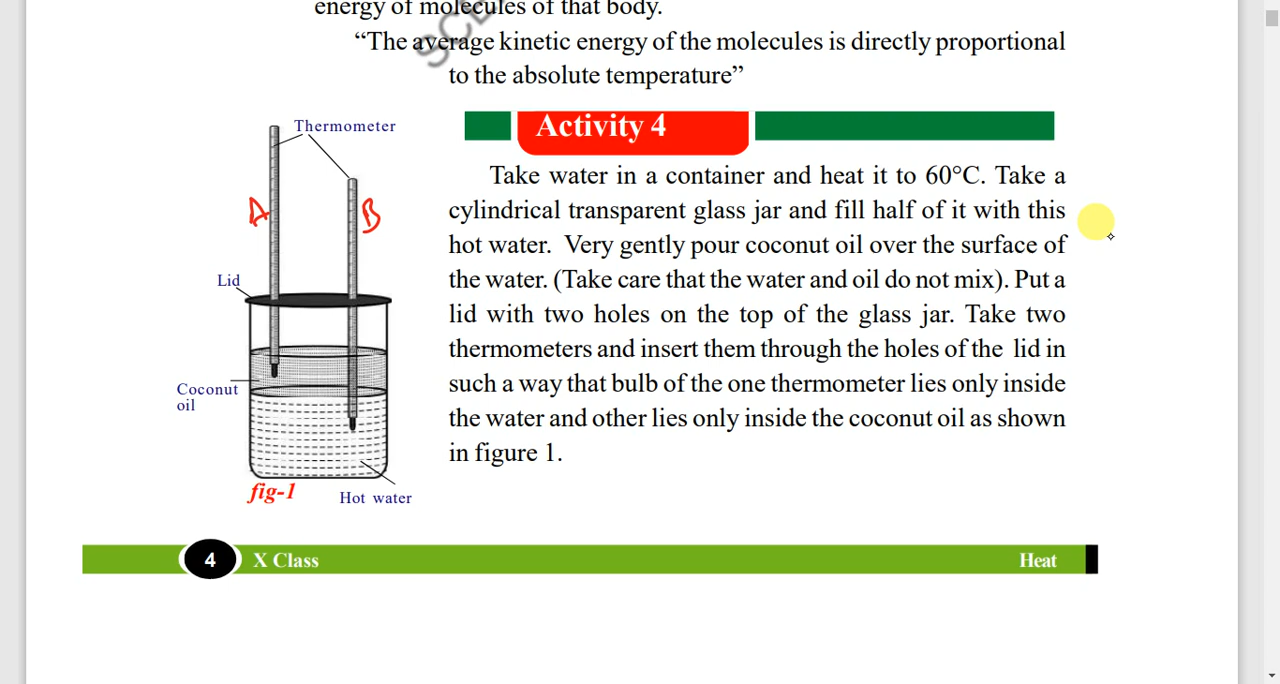 energy of molecules of that body.
“The average kinetic energy of the molecules is directly proportional
to the absolute temperature”
Thermometer
A
B
Lid
Coconut
oil
Hot water
fig-1
Activity 4
Take water in a container and heat it to 60°C. Take a
cylindrical transparent glass jar and fill half of it with this
hot water. Very gently pour coconut oil over the surface of
the water. (Take care that the water and oil do not mix). Put a
lid with two holes on the top of the glass jar. Take two
thermometers and insert them through the holes of the lid in
such a way that bulb of the one thermometer lies only inside
the water and other lies only inside the coconut oil as shown
in figure 1.
4
X Class
Heat